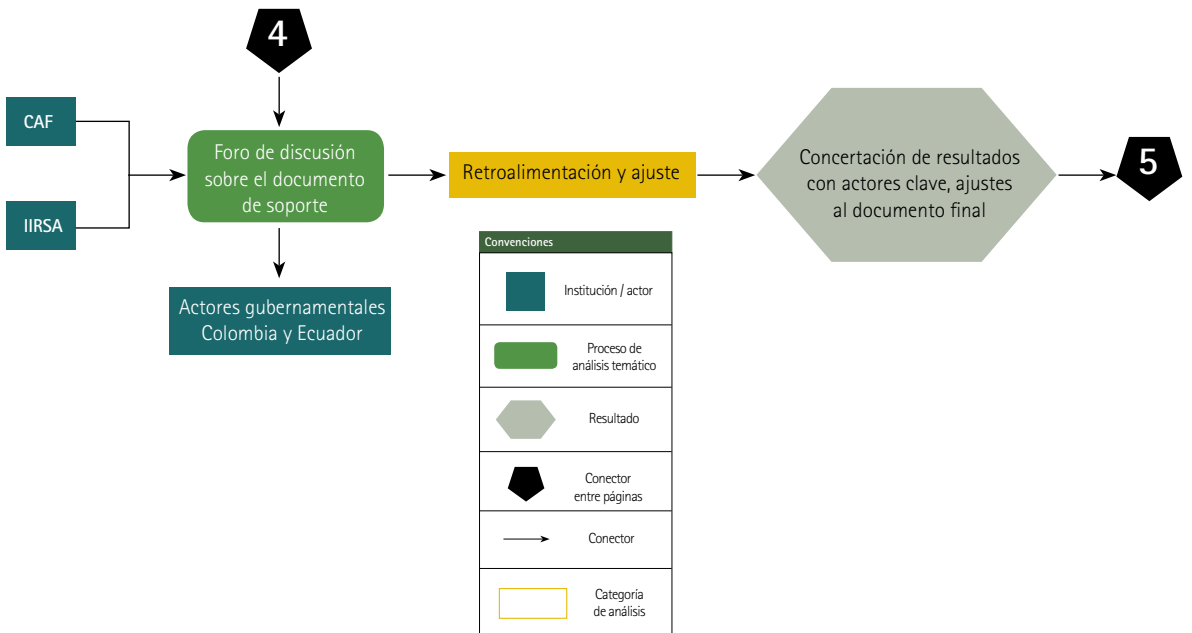 4
CAF
IIRSA
Foro de discusión
sobre el documento
de soporte
Retroalimentación y ajuste
Concertación de resultados
con actores clave, ajustes
al documento final
5
Actores gubernamentales
Colombia y Ecuador
Convenciones
Institución / actor
Proceso de
análisis temático
Resultado
Conector
entre páginas
Conector
Categoría
de análisis